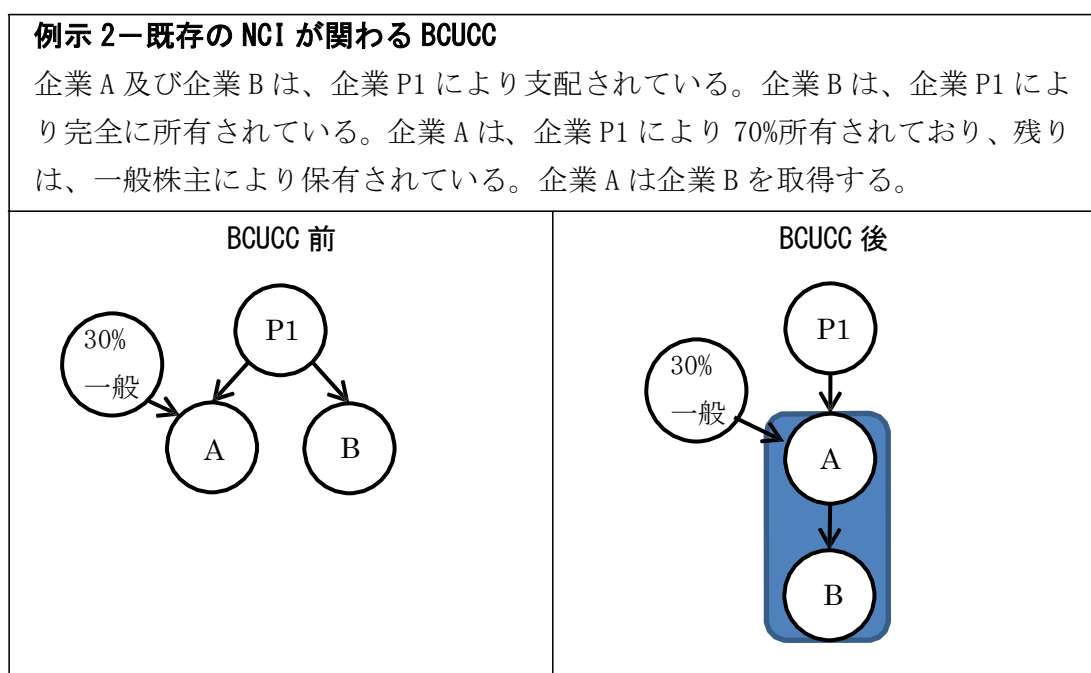 例示 2－既存の NCI が関わる BCUCC
企業 A 及び企業 B は、企業 P1 により支配されている。企業 B は、企業 P1 によ
り完全に所有されている。企業 A は、企業 P1 により 70%所有されており、残り
は、一般株主により保有されている。企業 A は企業 B を取得する。
BCUCC 前
30%
一般
P1
A
B
BCUCC 後
P1
30%
一般
A
B